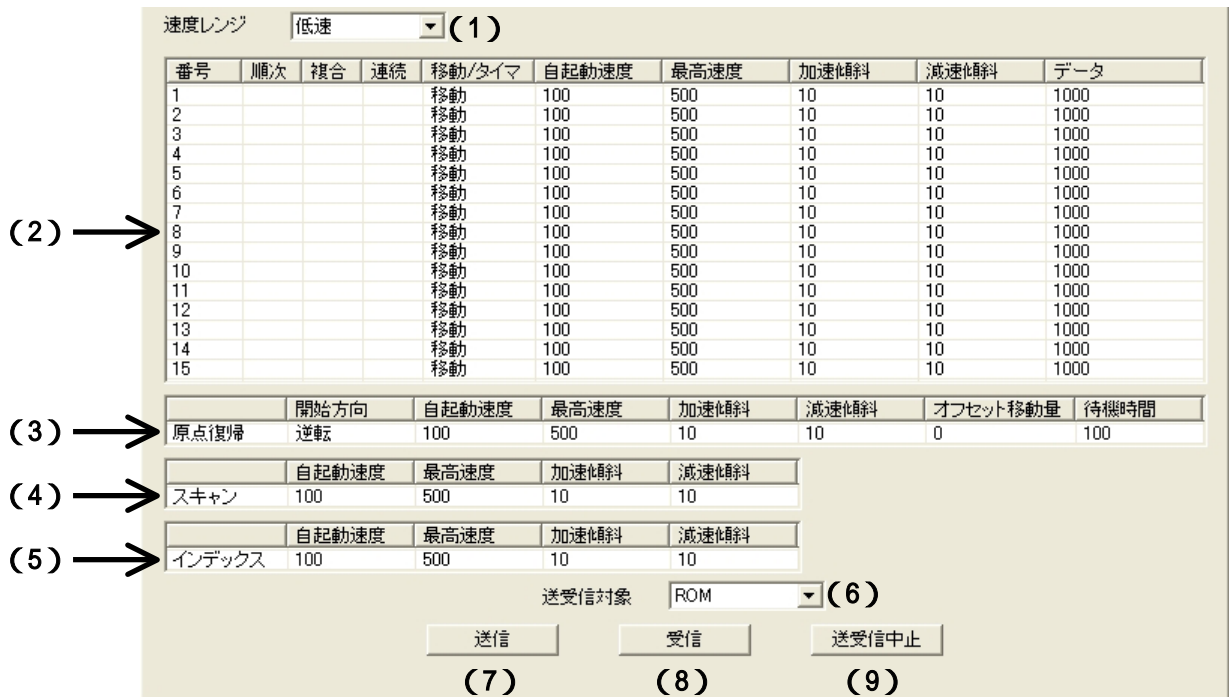 速度レンジ 低速 (1)
番号 順次 複合 連続 移動/タイマ 自起動速度 最高速度 加速傾斜 減速傾斜 データ
1 移動 100 500 10 10 1000
2 移動 100 500 10 10 1000
3 移動 100 500 10 10 1000
4 移動 100 500 10 10 1000
5 移動 100 500 10 10 1000
6 移動 100 500 10 10 1000
7 移動 100 500 10 10 1000
(2) 8 移動 100 500 10 10 1000
9 移動 100 500 10 10 1000
10 移動 100 500 10 10 1000
11 移動 100 500 10 10 1000
12 移動 100 500 10 10 1000
13 移動 100 500 10 10 1000
14 移動 100 500 10 10 1000
15 移動 100 500 10 10 1000
開始方向 自起動速度 最高速度 加速傾斜 減速傾斜 オフセット移動量 待機時間
(3) 原点復帰 逆転 100 500 10 10 0 100
自起動速度 最高速度 加速傾斜 減速傾斜
(4) スキャン 100 500 10 10
自起動速度 最高速度 加速傾斜 減速傾斜
(5) インデックス 100 500 10 10
送受信対象 ROM (6)
送信 受信 送受信中止
(7) (8) (9)